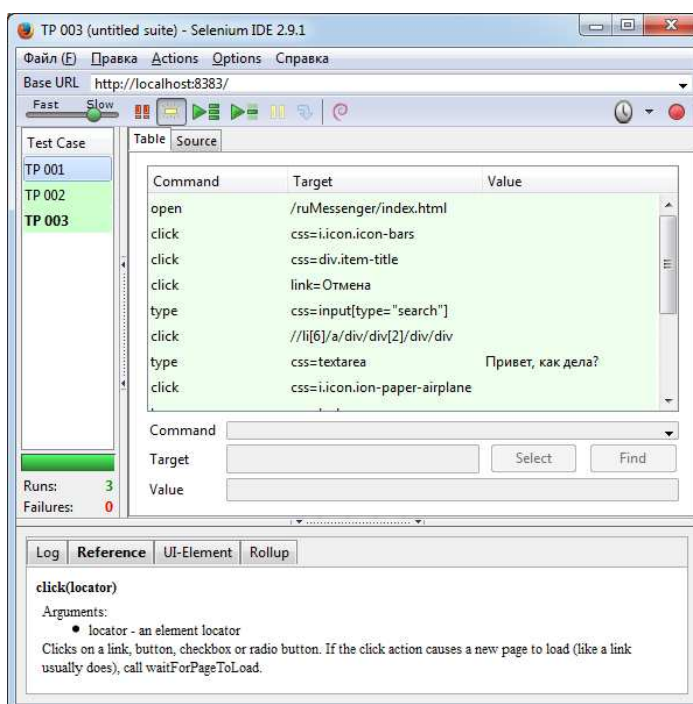 TP 003 (untitled suite) - Selenium IDE 2.9.1
Файл (F) Правка Actions Options Справка
Base URL http://localhost:8383/
Fast Slow
Test Case
TP 001
TP 002
TP 003
Runs: 3
Failures: 0
Table Source
Command Target Value
open /ruMessenger/index.html
click css=i.icon.icon-bars
click css=div.item-title
click link=Отмена
type css=input[type="search"]
click //li[6]/a/div/div[2]/div/div
type css=textarea Привет, как дела?
click css=i.icon.ion-paper-airplane
Command
Target Select Find
Value
Log Reference UI-Element Rollup
click(locator)
Arguments:
● locator - an element locator
Clicks on a link, button, checkbox or radio button. If the click action causes a new page to load (like a link
usually does), call waitForPageToLoad.